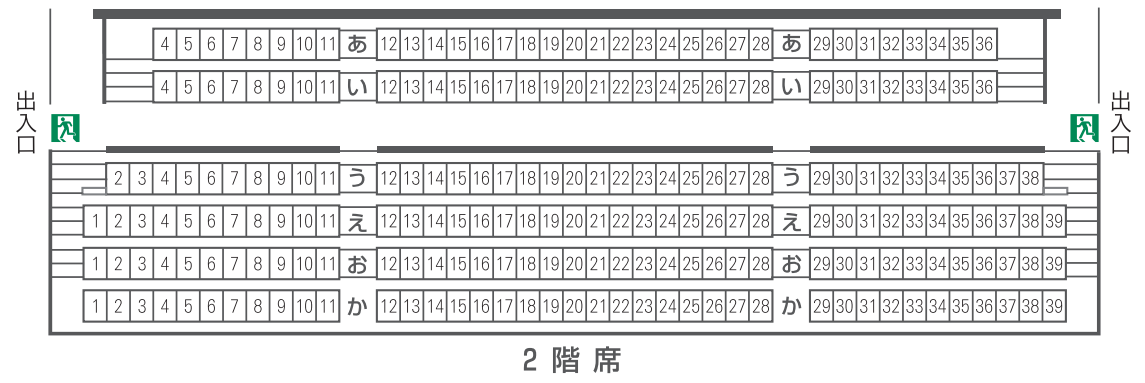 4 5 6 7 8 9 10 11 あ 12 13 14 15 16 17 18 19 20 21 22 23 24 25 26 27 28 あ 29 30 31 32 33 34 35 36
4 5 6 7 8 9 10 11 い 12 13 14 15 16 17 18 19 20 21 22 23 24 25 26 27 28 い 29 30 31 32 33 34 35 36
出入口
出入口
2 3 4 5 6 7 8 9 10 11 う 12 13 14 15 16 17 18 19 20 21 22 23 24 25 26 27 28 う 29 30 31 32 33 34 35 36 37 38
1 2 3 4 5 6 7 8 9 10 11 え 12 13 14 15 16 17 18 19 20 21 22 23 24 25 26 27 28 え 29 30 31 32 33 34 35 36 37 38 39
1 2 3 4 5 6 7 8 9 10 11 お 12 13 14 15 16 17 18 19 20 21 22 23 24 25 26 27 28 お 29 30 31 32 33 34 35 36 37 38 39
1 2 3 4 5 6 7 8 9 10 11 か 12 13 14 15 16 17 18 19 20 21 22 23 24 25 26 27 28 か 29 30 31 32 33 34 35 36 37 38 39
2 階 席